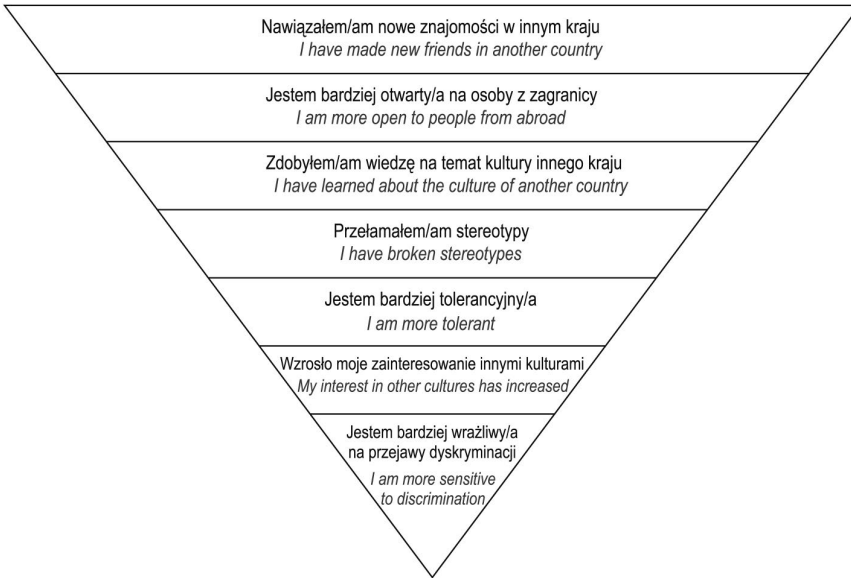 Nawiązałem/am nowe znajomości w innym kraju
I have made new friends in another country
Jestem bardziej otwarty/a na osoby z zagranicy
I am more open to people from abroad
Zdobyłem/am wiedzę na temat kultury innego kraju
I have learned about the culture of another country
Przełamałem/am stereotypy
I have broken stereotypes
Jestem bardziej tolerancyjny/a
I am more tolerant
Wzrosło moje zainteresowanie innymi kulturami
My interest in other cultures has increased
Jestem bardziej wrażliwy/a
na przejawy dyskryminacji
I am more sensitive
to discrimination